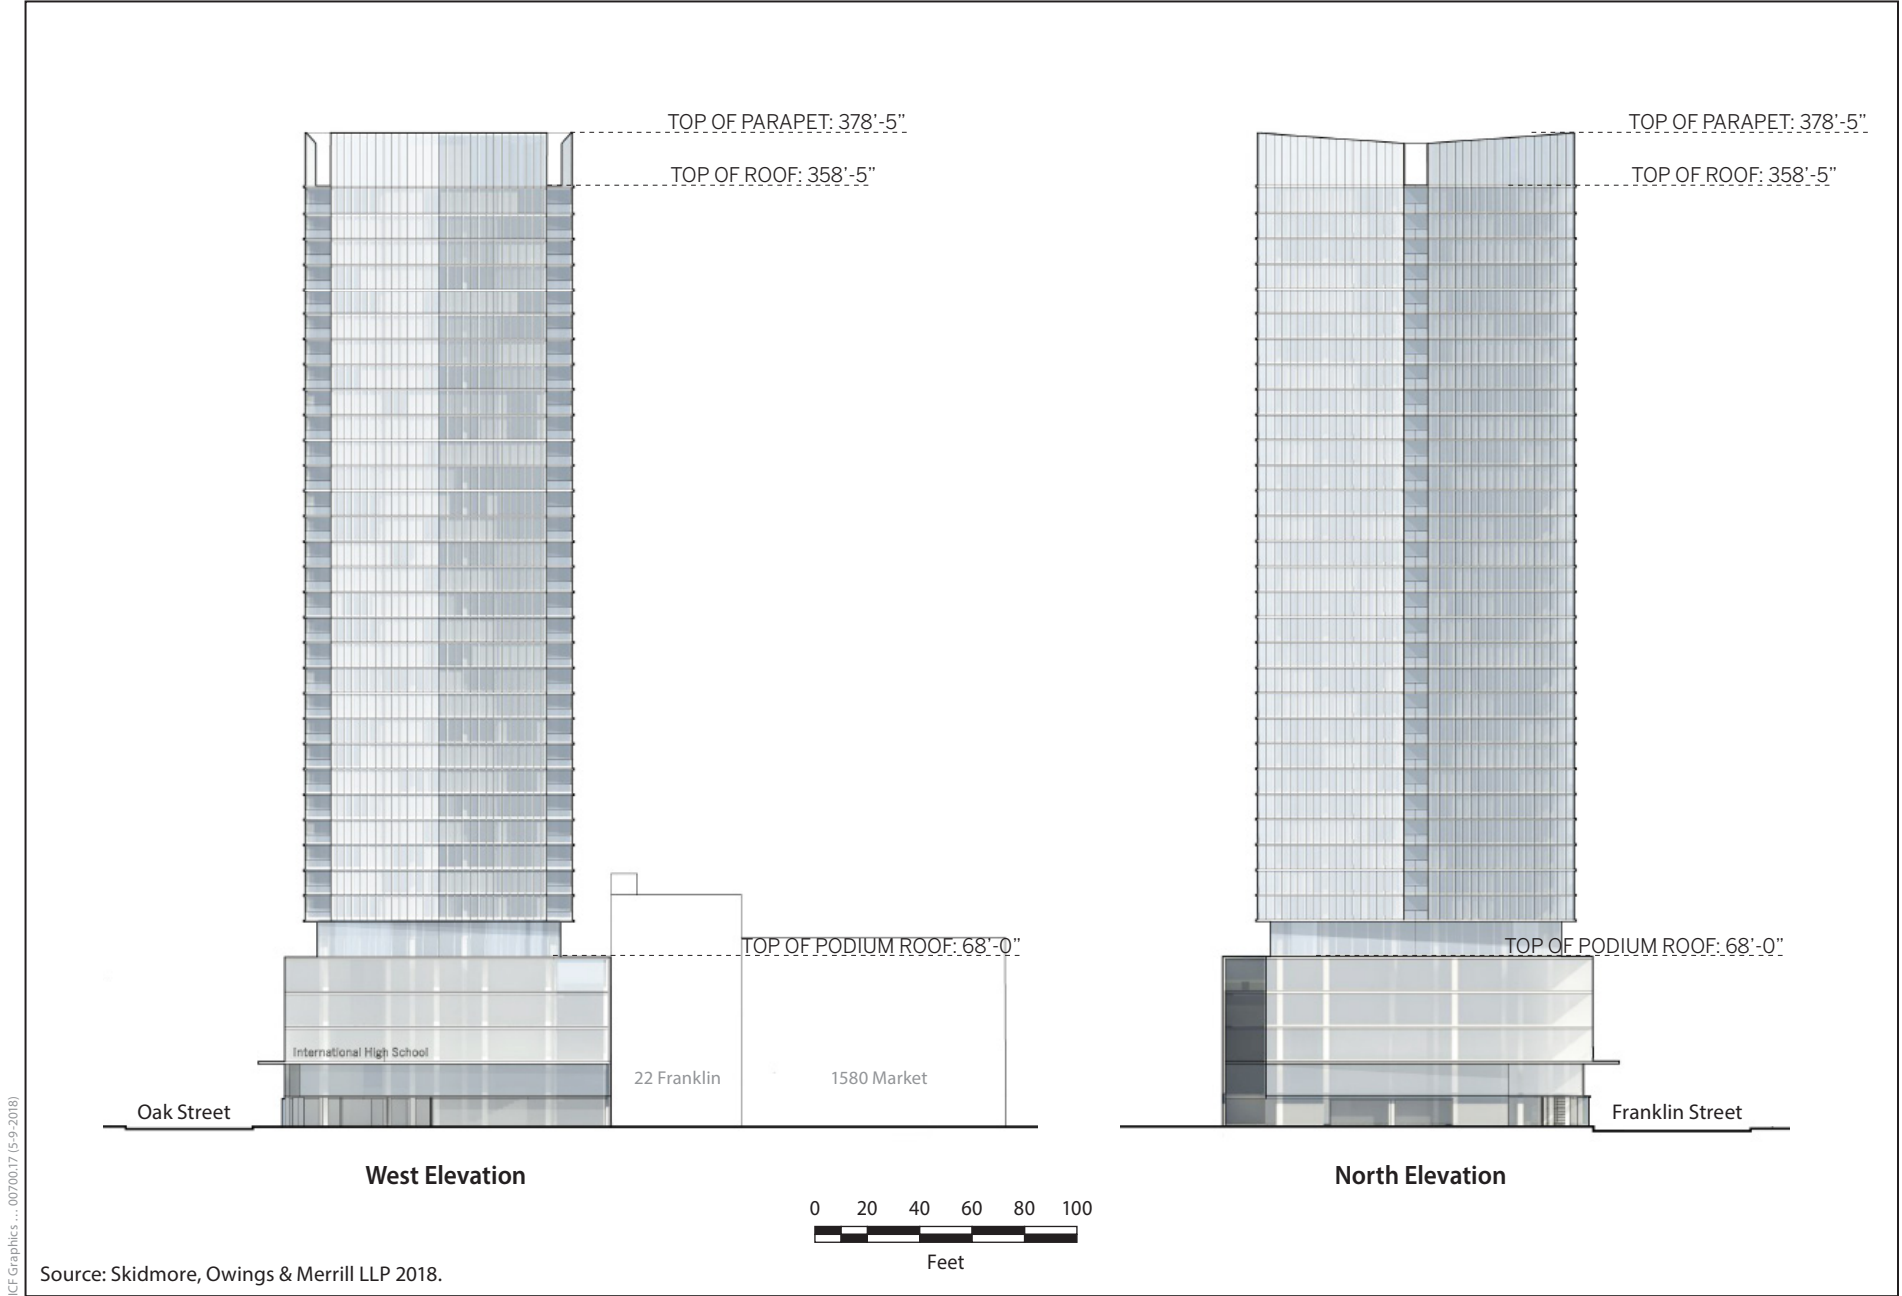 TOP OF PARAPET: 378'-5”
TOP OF ROOF: 358'-5”
TOP OF PODIUM ROOF: 68'-0”
International High School
22 Franklin
1580 Market
Oak Street
West Elevation
TOP OF PARAPET: 378'-5”
TOP OF ROOF: 358'-5”
TOP OF PODIUM ROOF: 68'-0”
Franklin Street
North Elevation
0 20 40 60 80 100
Feet
Source: Skidmore, Owings & Merrill LLP 2018.
ICF Graphics … 00700.17 (5-9-2018)